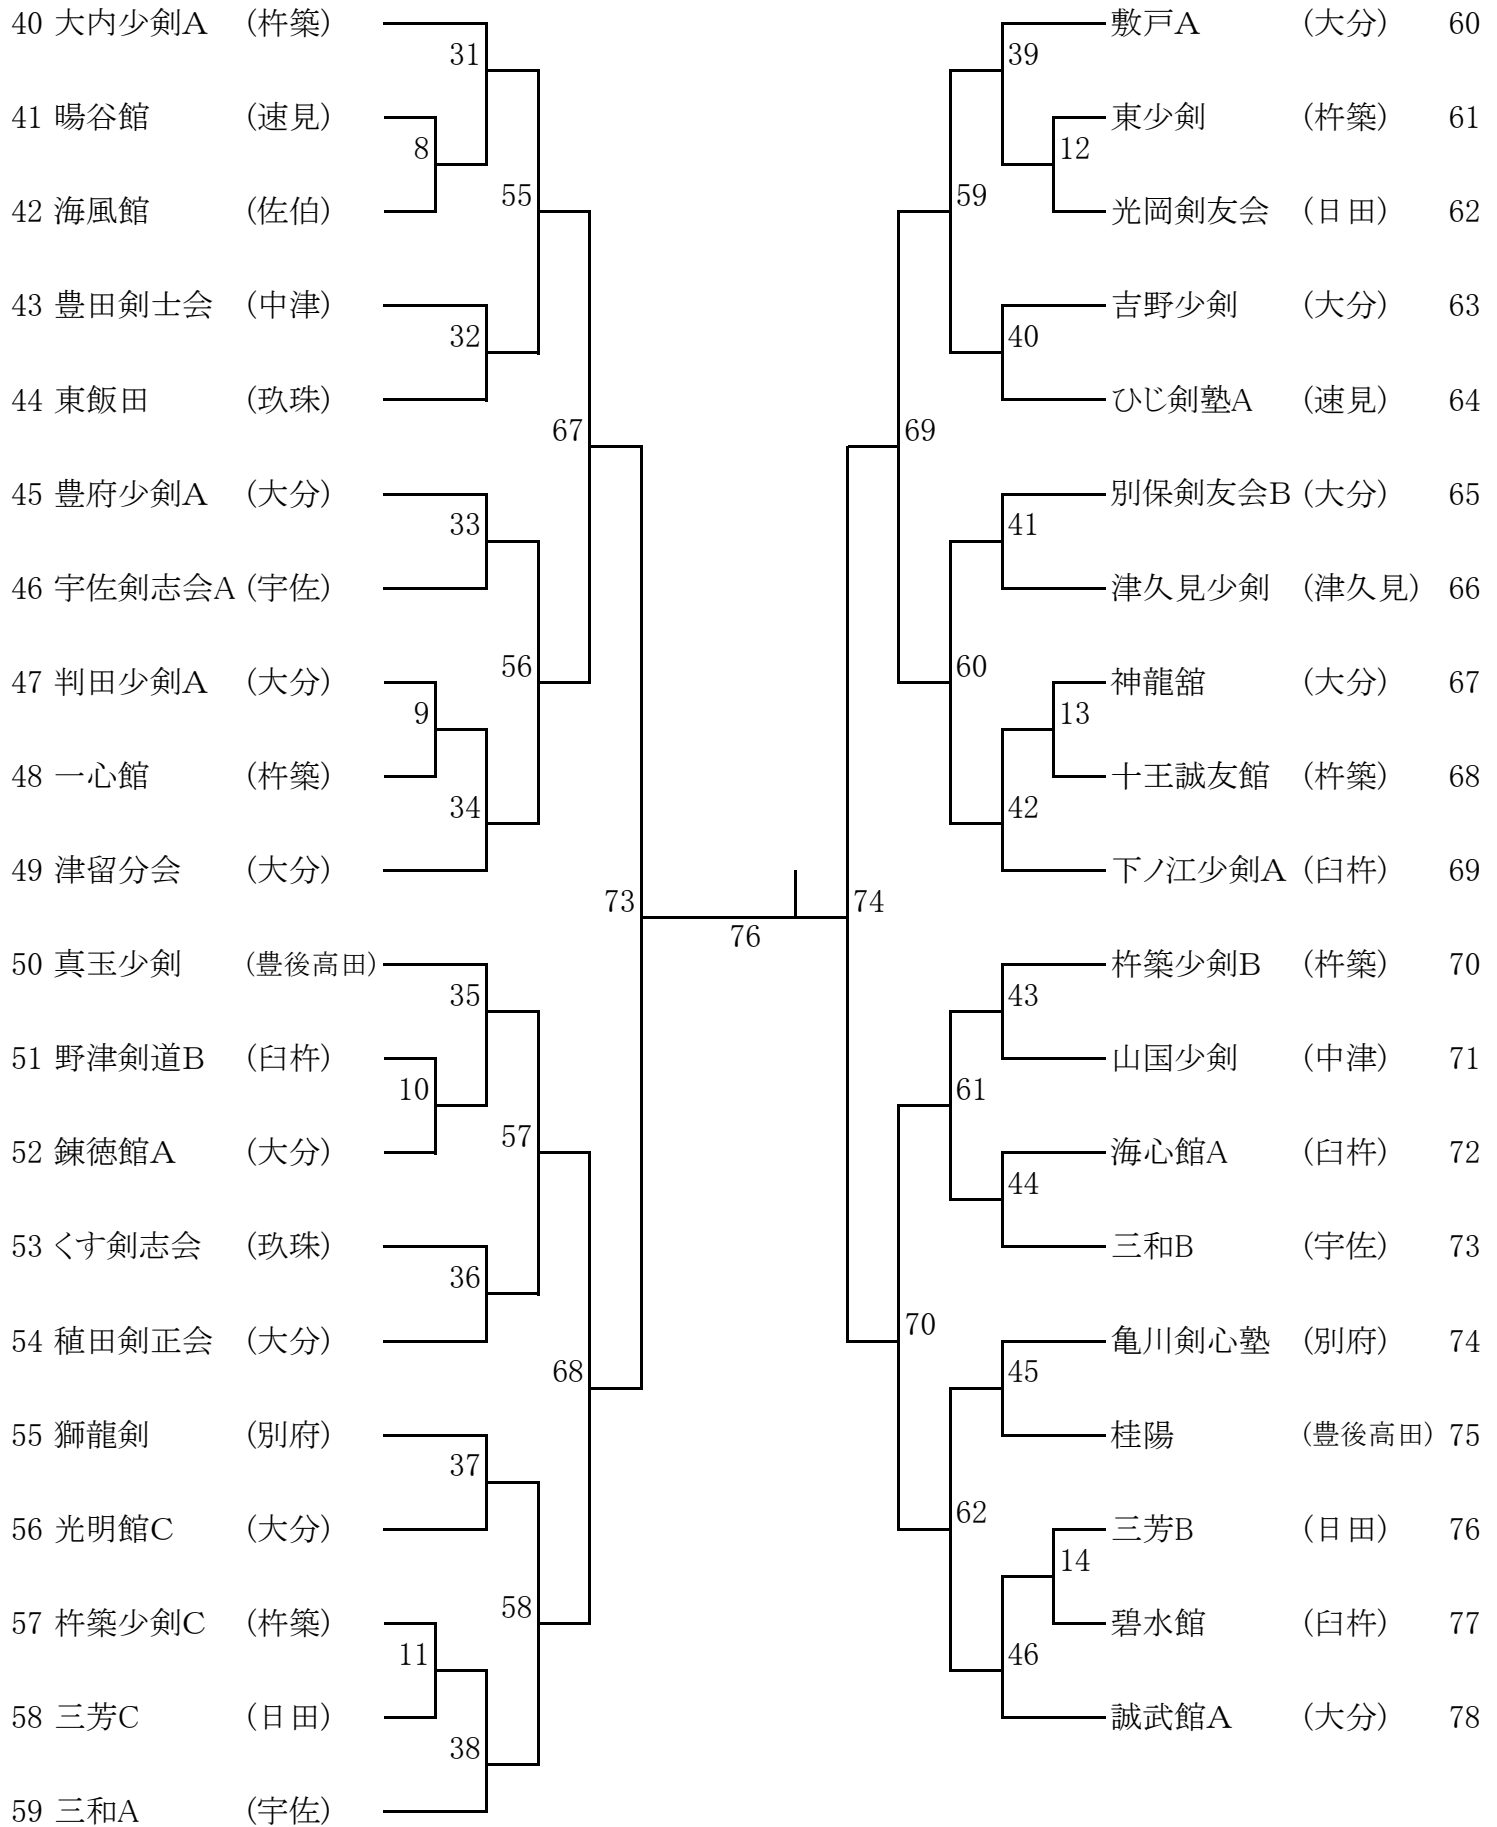 40 大内少剣A （杵築）
31
41 暘谷館 （速見）
8
42 海風館 （佐伯）
55
43 豊田剣士会 （中津）
32
44 東飯田 （玖珠）
67
45 豊府少剣A （大分）
33
46 宇佐剣志会A （宇佐）
56
47 判田少剣A （大分）
9
48 一心館 （杵築）
34
49 津留分会 （大分）
73
50 真玉少剣 （豊後高田）
35
51 野津剣道B （臼杵）
10
52 錬徳館A （大分）
57
53 くす剣志会 （玖珠）
36
54 稙田剣正会 （大分）
68
55 獅龍剣 （別府）
37
56 光明館C （大分）
58
57 杵築少剣C （杵築）
11
58 三芳C （日田）
38
59 三和A （宇佐）
76
敷戸A （大分） 60
39
東少剣 （杵築） 61
12
光岡剣友会 （日田） 62
59
吉野少剣 （大分） 63
40
ひじ剣塾A （速見） 64
69
別保剣友会B （大分） 65
41
津久見少剣 （津久見） 66
60
神龍舘 （大分） 67
13
十王誠友館 （杵築） 68
42
下ノ江少剣A （臼杵） 69
74
杵築少剣B （杵築） 70
43
山国少剣 （中津） 71
61
海心館A （臼杵） 72
44
三和B （宇佐） 73
70
亀川剣心塾 （別府） 74
45
桂陽 （豊後高田） 75
62
三芳B （日田） 76
14
碧水館 （臼杵） 77
46
誠武館A （大分） 78